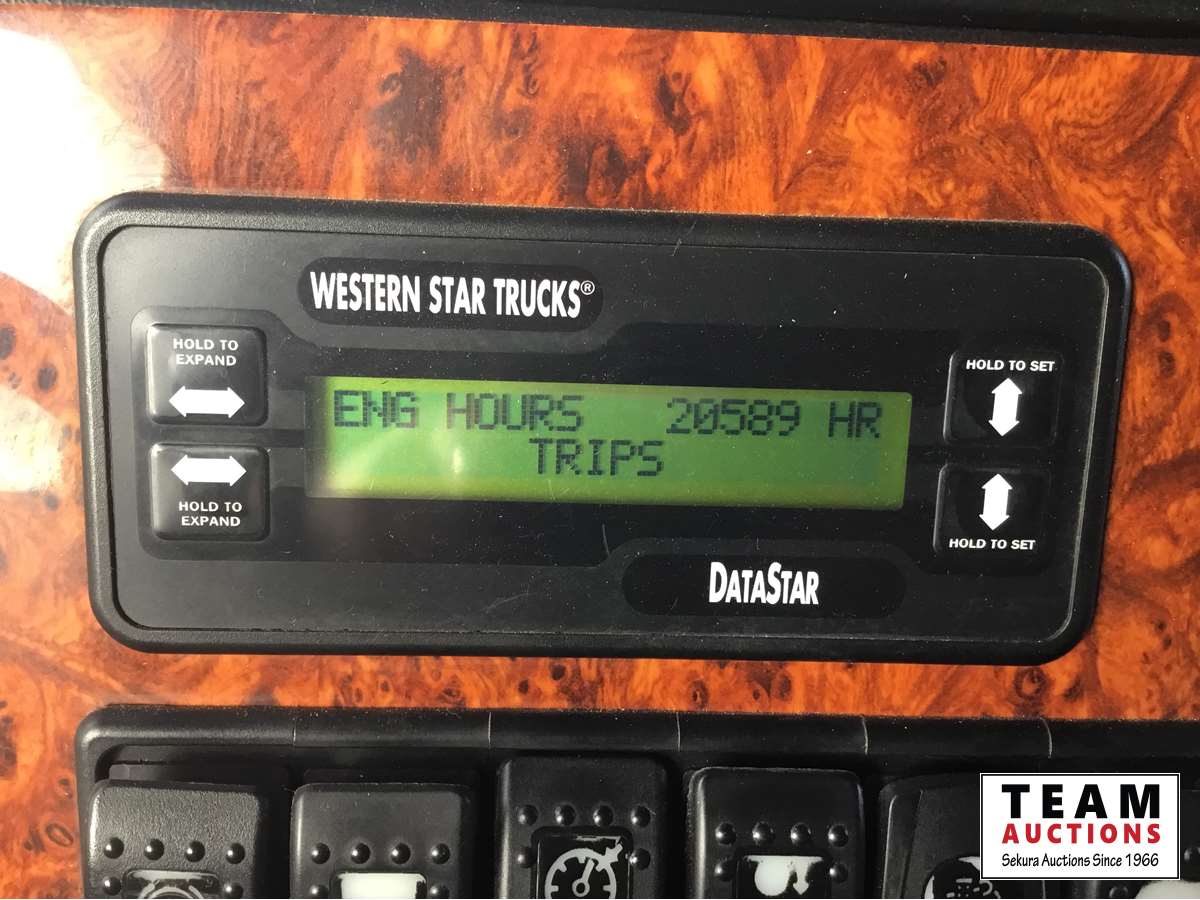 WESTERN STAR TRUCKS®
HOLD TO
EXPAND
HOLD TO SET
ENG HOURS 20589 HR
TRIPS
HOLD TO
EXPAND
HOLD TO SET
DATASTAR
TEAM
AUCTIONS
Sekura Auctions Since 1966